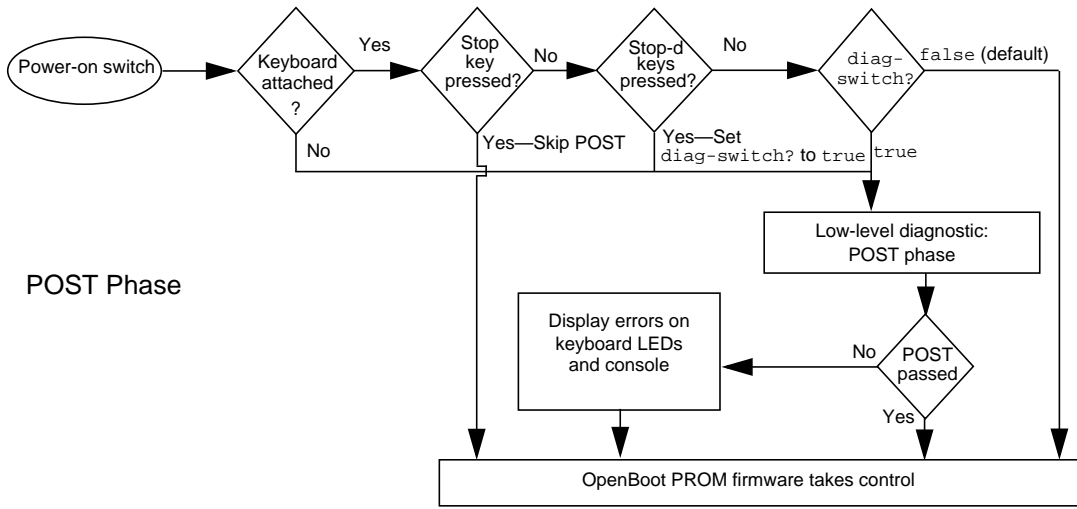 Power-on switch
Keyboard
attached
?
Yes
Stop
key
pressed?
No
Stop-d
keys
pressed?
No
diag-
switch?
false (default)
No
Yes—Skip POST
Yes—Set
diag-switch? to true
true
Low-level diagnostic:
POST phase
POST Phase
Display errors on
keyboard LEDs
and console
No
POST
passed
Yes
OpenBoot PROM firmware takes control